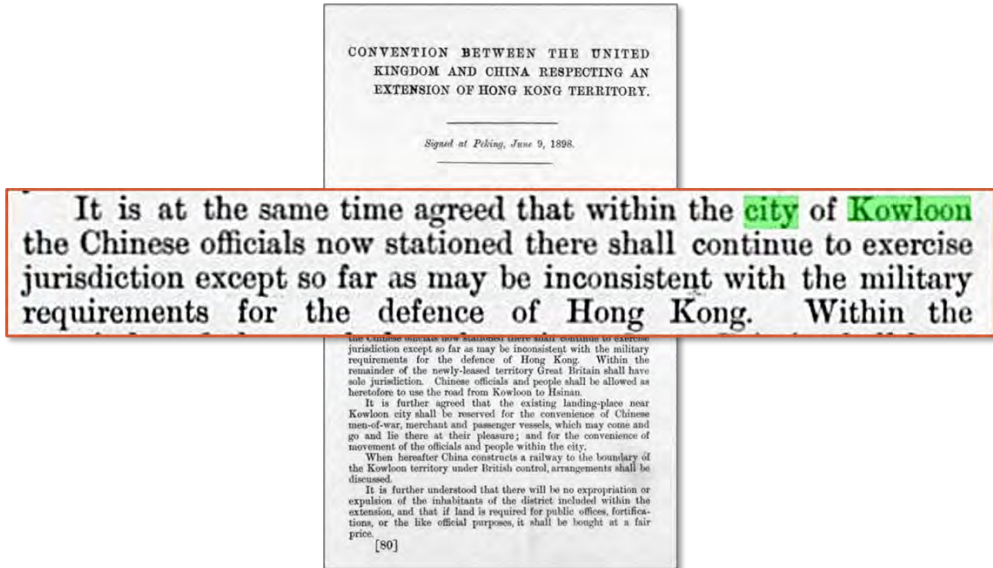 CONVENTION BETWEEN THE UNITED
KINGDOM AND CHINA RESPECTING AN
EXTENSION OF HONG KONG TERRITORY.
Signed at Peking, June 9, 1898.
It is at the same time agreed that within the city of Kowloon
the Chinese officials now stationed there shall continue to exercise
jurisdiction except so far as may be inconsistent with the military
requirements for the defence of Hong Kong. Within the
the Chinese officials now stationed there shall continue to exercise
jurisdiction except so far as may be inconsistent with the military
requirements for the defence of Hong Kong. Within the
remainder of the newly-leased territory Great Britain shall have
sole jurisdiction. Chinese officials and people shall be allowed as
heretofore to use the road from Kowloon to Hsinan.
It is further agreed that the existing landing-place near
Kowloon city shall be reserved for the convenience of Chinese
men-of-war, merchant and passenger vessels, which may come and
go and lie there at their pleasure; and for the convenience of
movement of the officials and people within the city.
When hereafter China constructs a railway to the boundary of
the Kowloon territory under British control, arrangements shall be
discussed.
It is further understood that there will be no expropriation or
expulsion of the inhabitants of the district included within the
extension, and that if land is required for public offices, fortifica-
tions, or the like official purposes, it shall be bought at a fair
price.
[80]